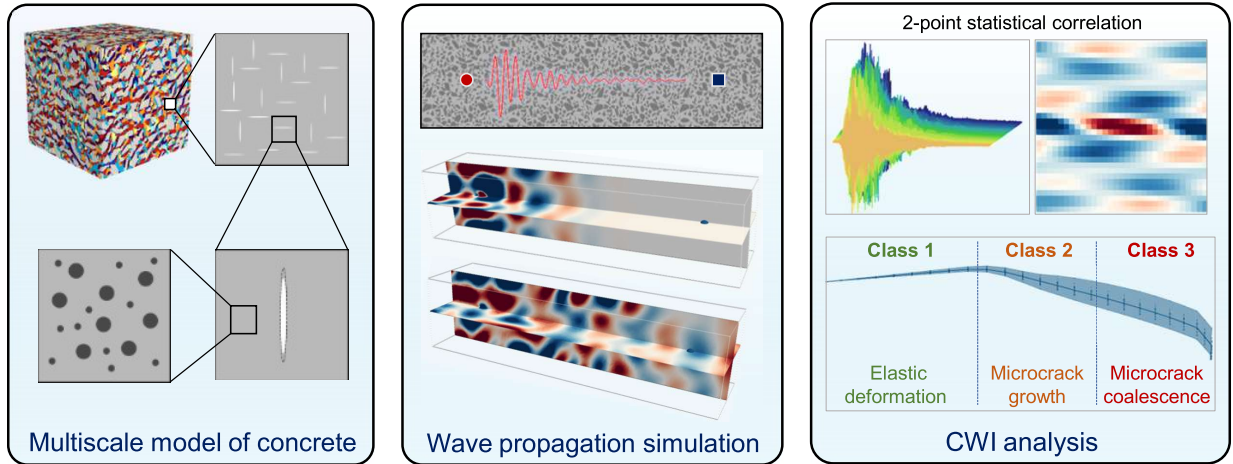 2-point statistical correlation
Class 1
Class 2
Class 3
Elastic
deformation
Microcrack
growth
Microcrack
coalescence
Multiscale model of concrete
Wave propagation simulation
CWI analysis